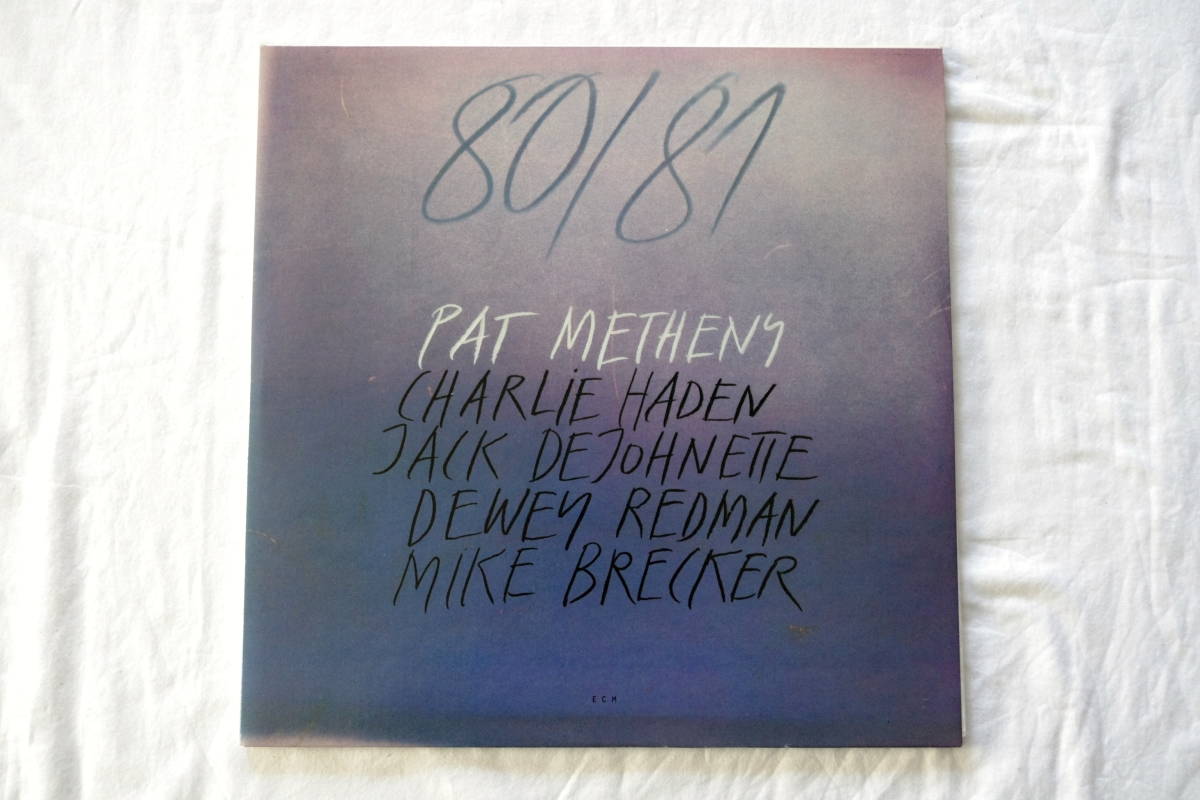 80/81
PAT METHENY
CHARLiE HADEN
JACK DEJOHNETTE
DEWEY REDMAN
MIKE BRECKER
ECM